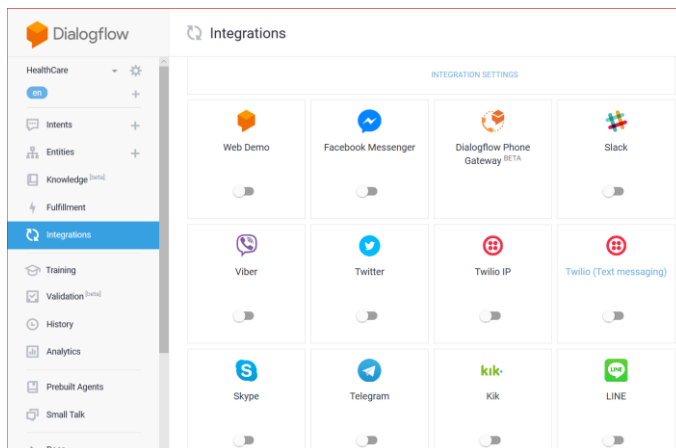 Dialogflow
Integrations
HealthCare
en
Intents
Entities
Knowledge [beta]
Fulfillment
Integrations
Training
Validation [beta]
History
Analytics
Prebuilt Agents
Small Talk
INTEGRATION SETTINGS
Web Demo
Facebook Messenger
Dialogflow Phone
Gateway BETA
Slack
Viber
Twitter
Twilio IP
Twilio (Text messaging)
Skype
Telegram
kik
Kik
LINE
LINE